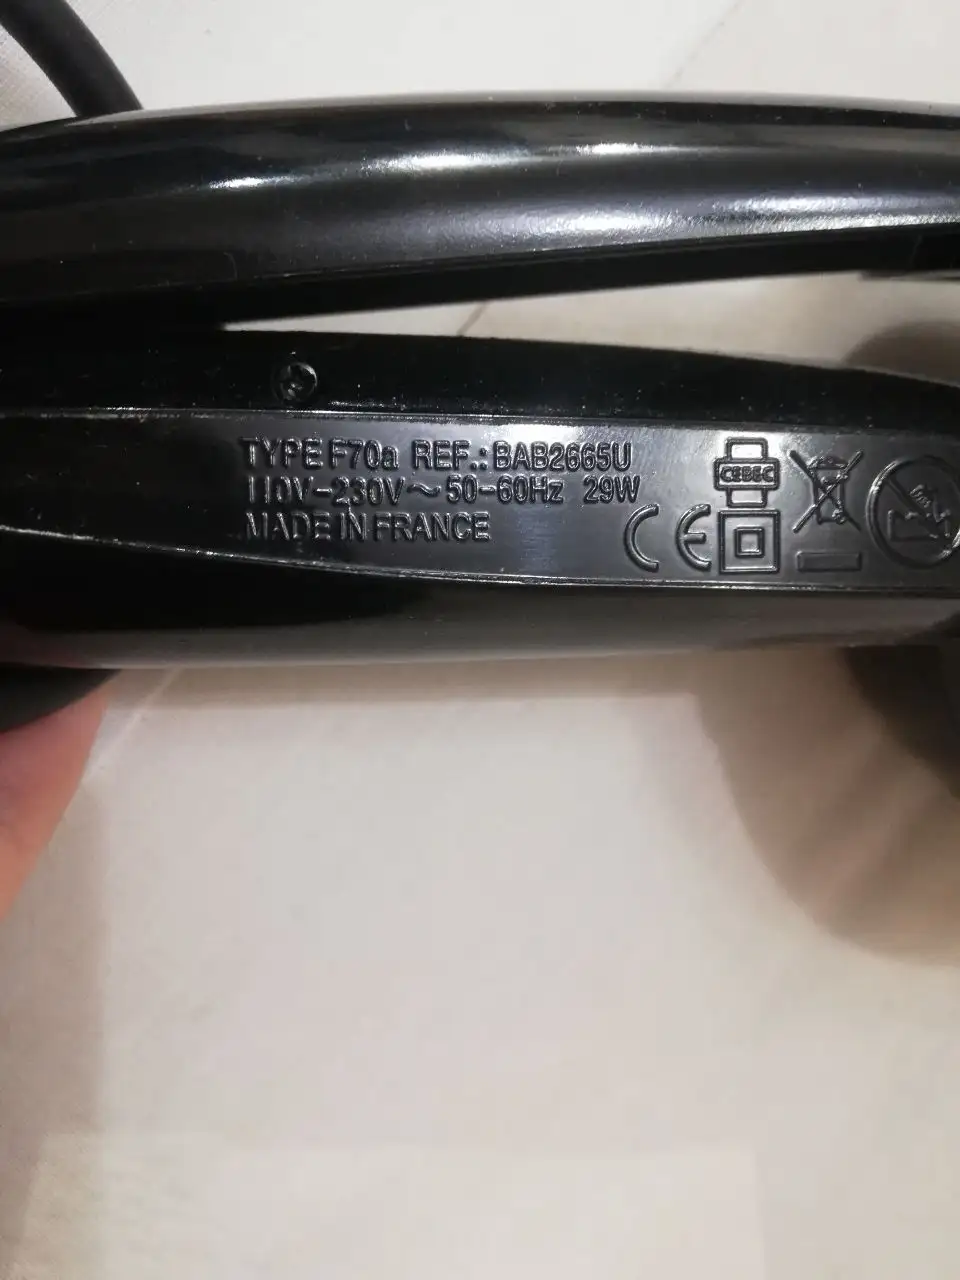 TYPE F70a REF.: BAB2665U
110V-230V~ 50-60Hz 29W
MADE IN FRANCE
CEBEC
CE